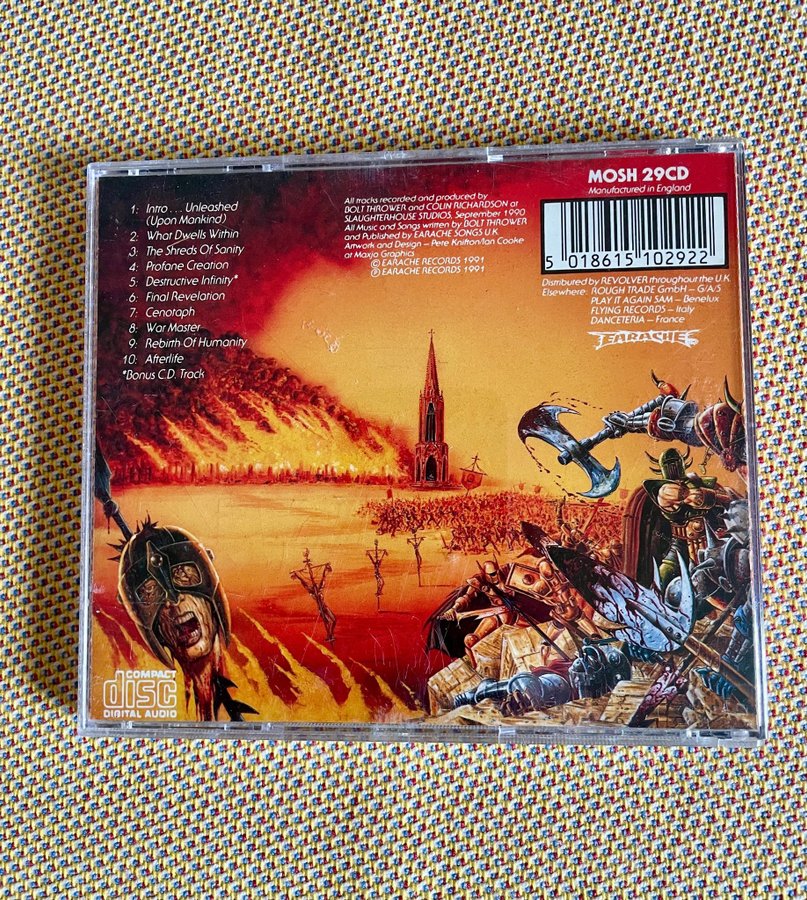 1: Intro... Unleashed
(Upon Mankind)
2: What Dwells Within
3: The Shreds Of Sanity
4: Profane Creation
5: Destructive Infinity*
6: Final Revelation
7: Cenotaph
8: War Master
9: Rebirth Of Humanity
10: Afterlife
*Bonus C.D. Track
All tracks recorded and produced by
BOLT THROWER and COLIN RICHARDSON at
SLAUGHTERHOUSE STUDIOS, September 1990
All Music and Songs written by BOLT THROWER
and Published by EARACHE SONGS U.K
Artwork and Design – Pere Knifton/Ian Cooke
at Maxja Graphics
© EARACHE RECORDS 1991
℗ EARACHE RECORDS 1991
MOSH 29CD
Manufactured in England
5 018615 102922
Distributed by REVOLVER throughout the U.K.
Elsewhere: ROUGH TRADE GmbH – G/A/S
PLAY IT AGAIN SAM – Benelux
FLYING RECORDS – Italy
DANCETERIA – France
EARACHE
COMPACT
disc
DIGITAL AUDIO